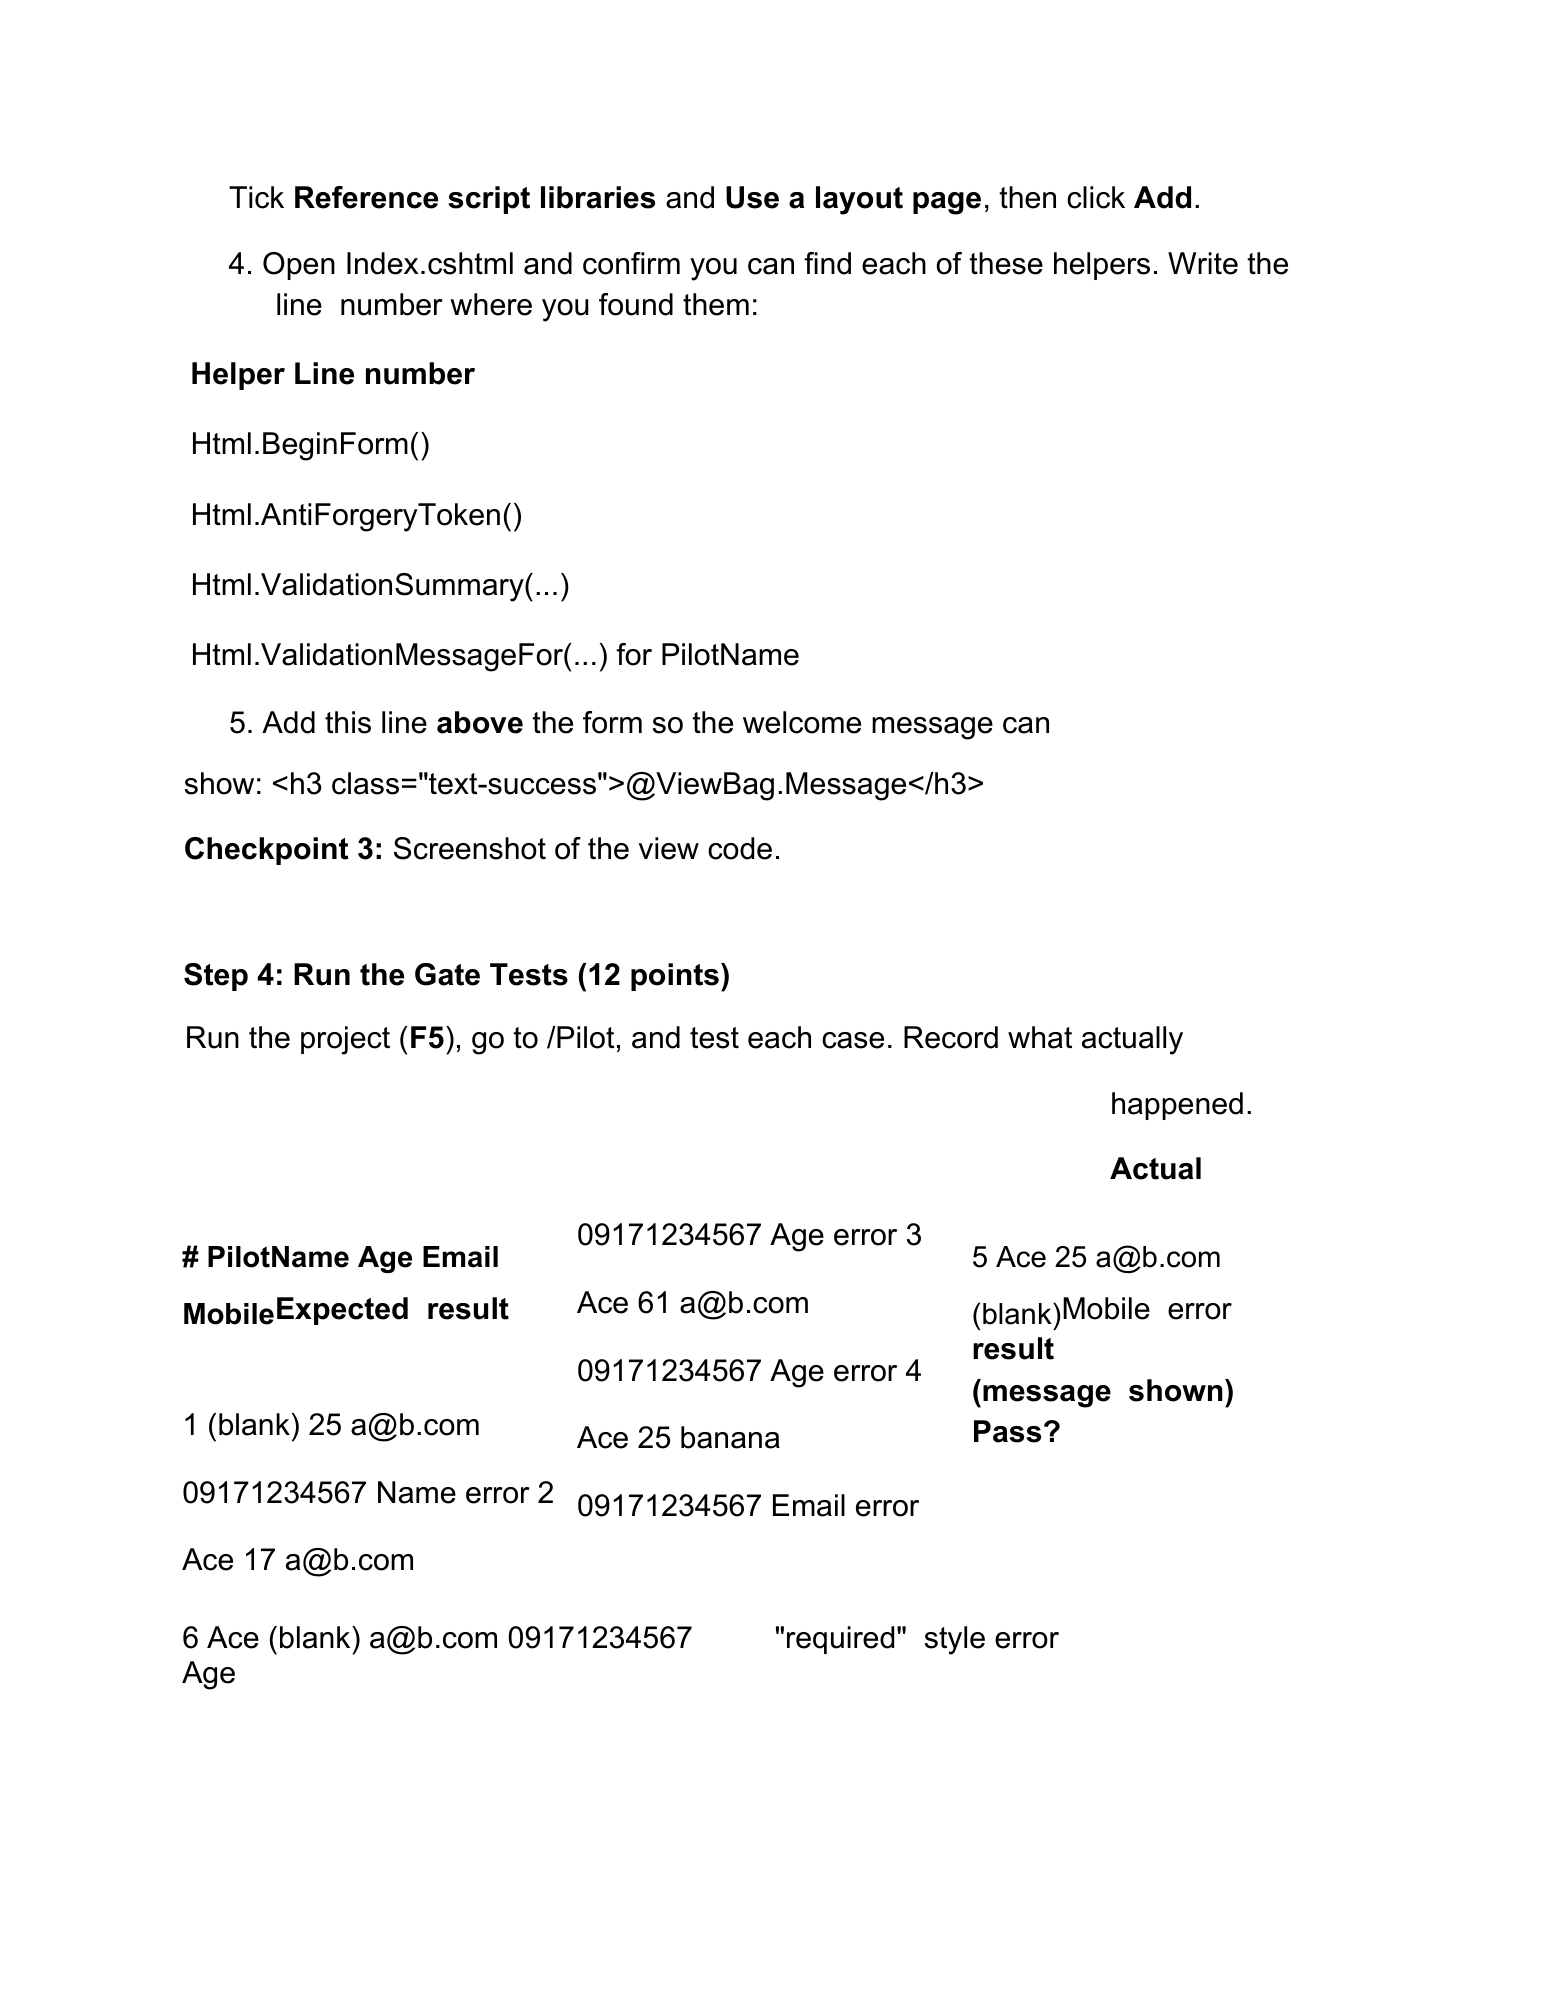 Tick Reference script libraries and Use a layout page, then click Add.
4. Open Index.cshtml and confirm you can find each of these helpers. Write the
line number where you found them:
Helper Line number
Html.BeginForm()
Html.AntiForgeryToken()
Html.ValidationSummary(...)
Html.ValidationMessageFor(...) for PilotName
5. Add this line above the form so the welcome message can
show: <h3 class="text-success">@ViewBag.Message</h3>
Checkpoint 3: Screenshot of the view code.
Step 4: Run the Gate Tests (12 points)
Run the project (F5), go to /Pilot, and test each case. Record what actually
happened.
Actual
# PilotName Age Email
MobileExpected result
1 (blank) 25 a@b.com
09171234567 Name error 2
Ace 17 a@b.com
09171234567 Age error 3
Ace 61 a@b.com
09171234567 Age error 4
Ace 25 banana
09171234567 Email error
5 Ace 25 a@b.com
(blank)Mobile error
result
(message shown)
Pass?
6 Ace (blank) a@b.com 09171234567 "required" style error
Age